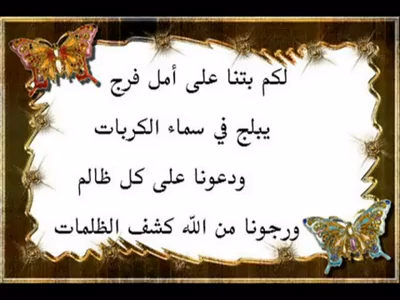 لكم بتنا على أمل فرج
يبلج في سماء الكربات
ودعونا على كل ظالم
ورجونا من الله كشف الظلمات